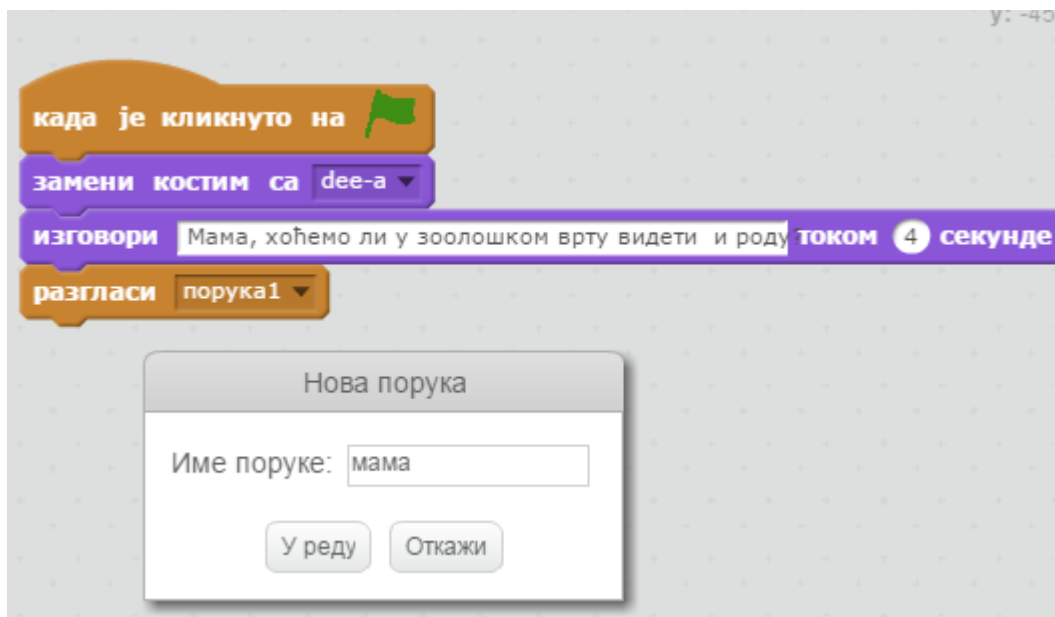 y: -45
када је кликнуто на
замени костим са dee-a
изговори Мама, хоћемо ли у зоолошком врту видети и роду? током 4 секунде
разгласи порука1
Нова порука
Име поруке: мама
У реду Откажи